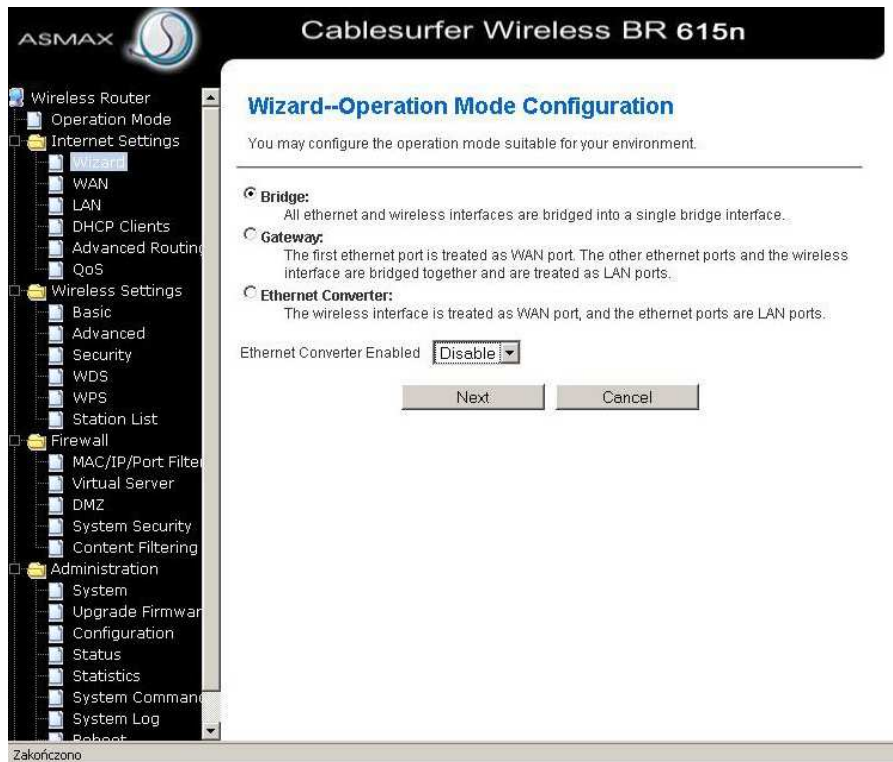 ASMAX
Cablesurfer Wireless BR 615n
Wireless Router
Operation Mode
Internet Settings
Wizard
WAN
LAN
DHCP Clients
Advanced Routing
QoS
Wireless Settings
Basic
Advanced
Security
WDS
WPS
Station List
Firewall
MAC/IP/Port Filter
Virtual Server
DMZ
System Security
Content Filtering
Administration
System
Upgrade Firmwar
Configuration
Status
Statistics
System Command
System Log
Reboot
Wizard--Operation Mode Configuration
You may configure the operation mode suitable for your environment.
Bridge:
All ethernet and wireless interfaces are bridged into a single bridge interface.
Gateway:
The first ethernet port is treated as WAN port. The other ethernet ports and the wireless
interface are bridged together and are treated as LAN ports.
Ethernet Converter:
The wireless interface is treated as WAN port, and the ethernet ports are LAN ports.
Ethernet Converter Enabled Disable
Next Cancel
Zakończono